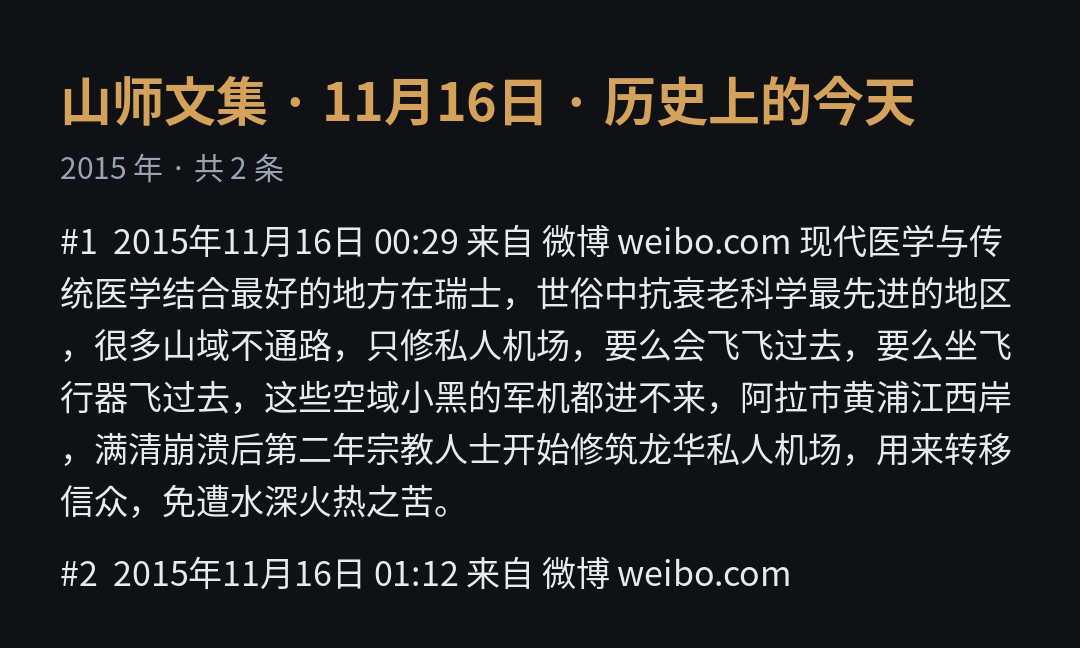 山师文集 · 11月16日 · 历史上的今天
2015 年 · 共 2 条
#1 2015年11月16日 00:29 来自 微博 weibo.com 现代医学与传
统医学结合最好的地方在瑞士，世俗中抗衰老科学最先进的地区
，很多山域不通路，只修私人机场，要么会飞飞过去，要么坐飞
行器飞过去，这些空域小黑的军机都进不来，阿拉市黄浦江西岸
，满清崩溃后第二年宗教人士开始修筑龙华私人机场，用来转移
信众，免遭水深火热之苦。
#2 2015年11月16日 01:12 来自 微博 weibo.com